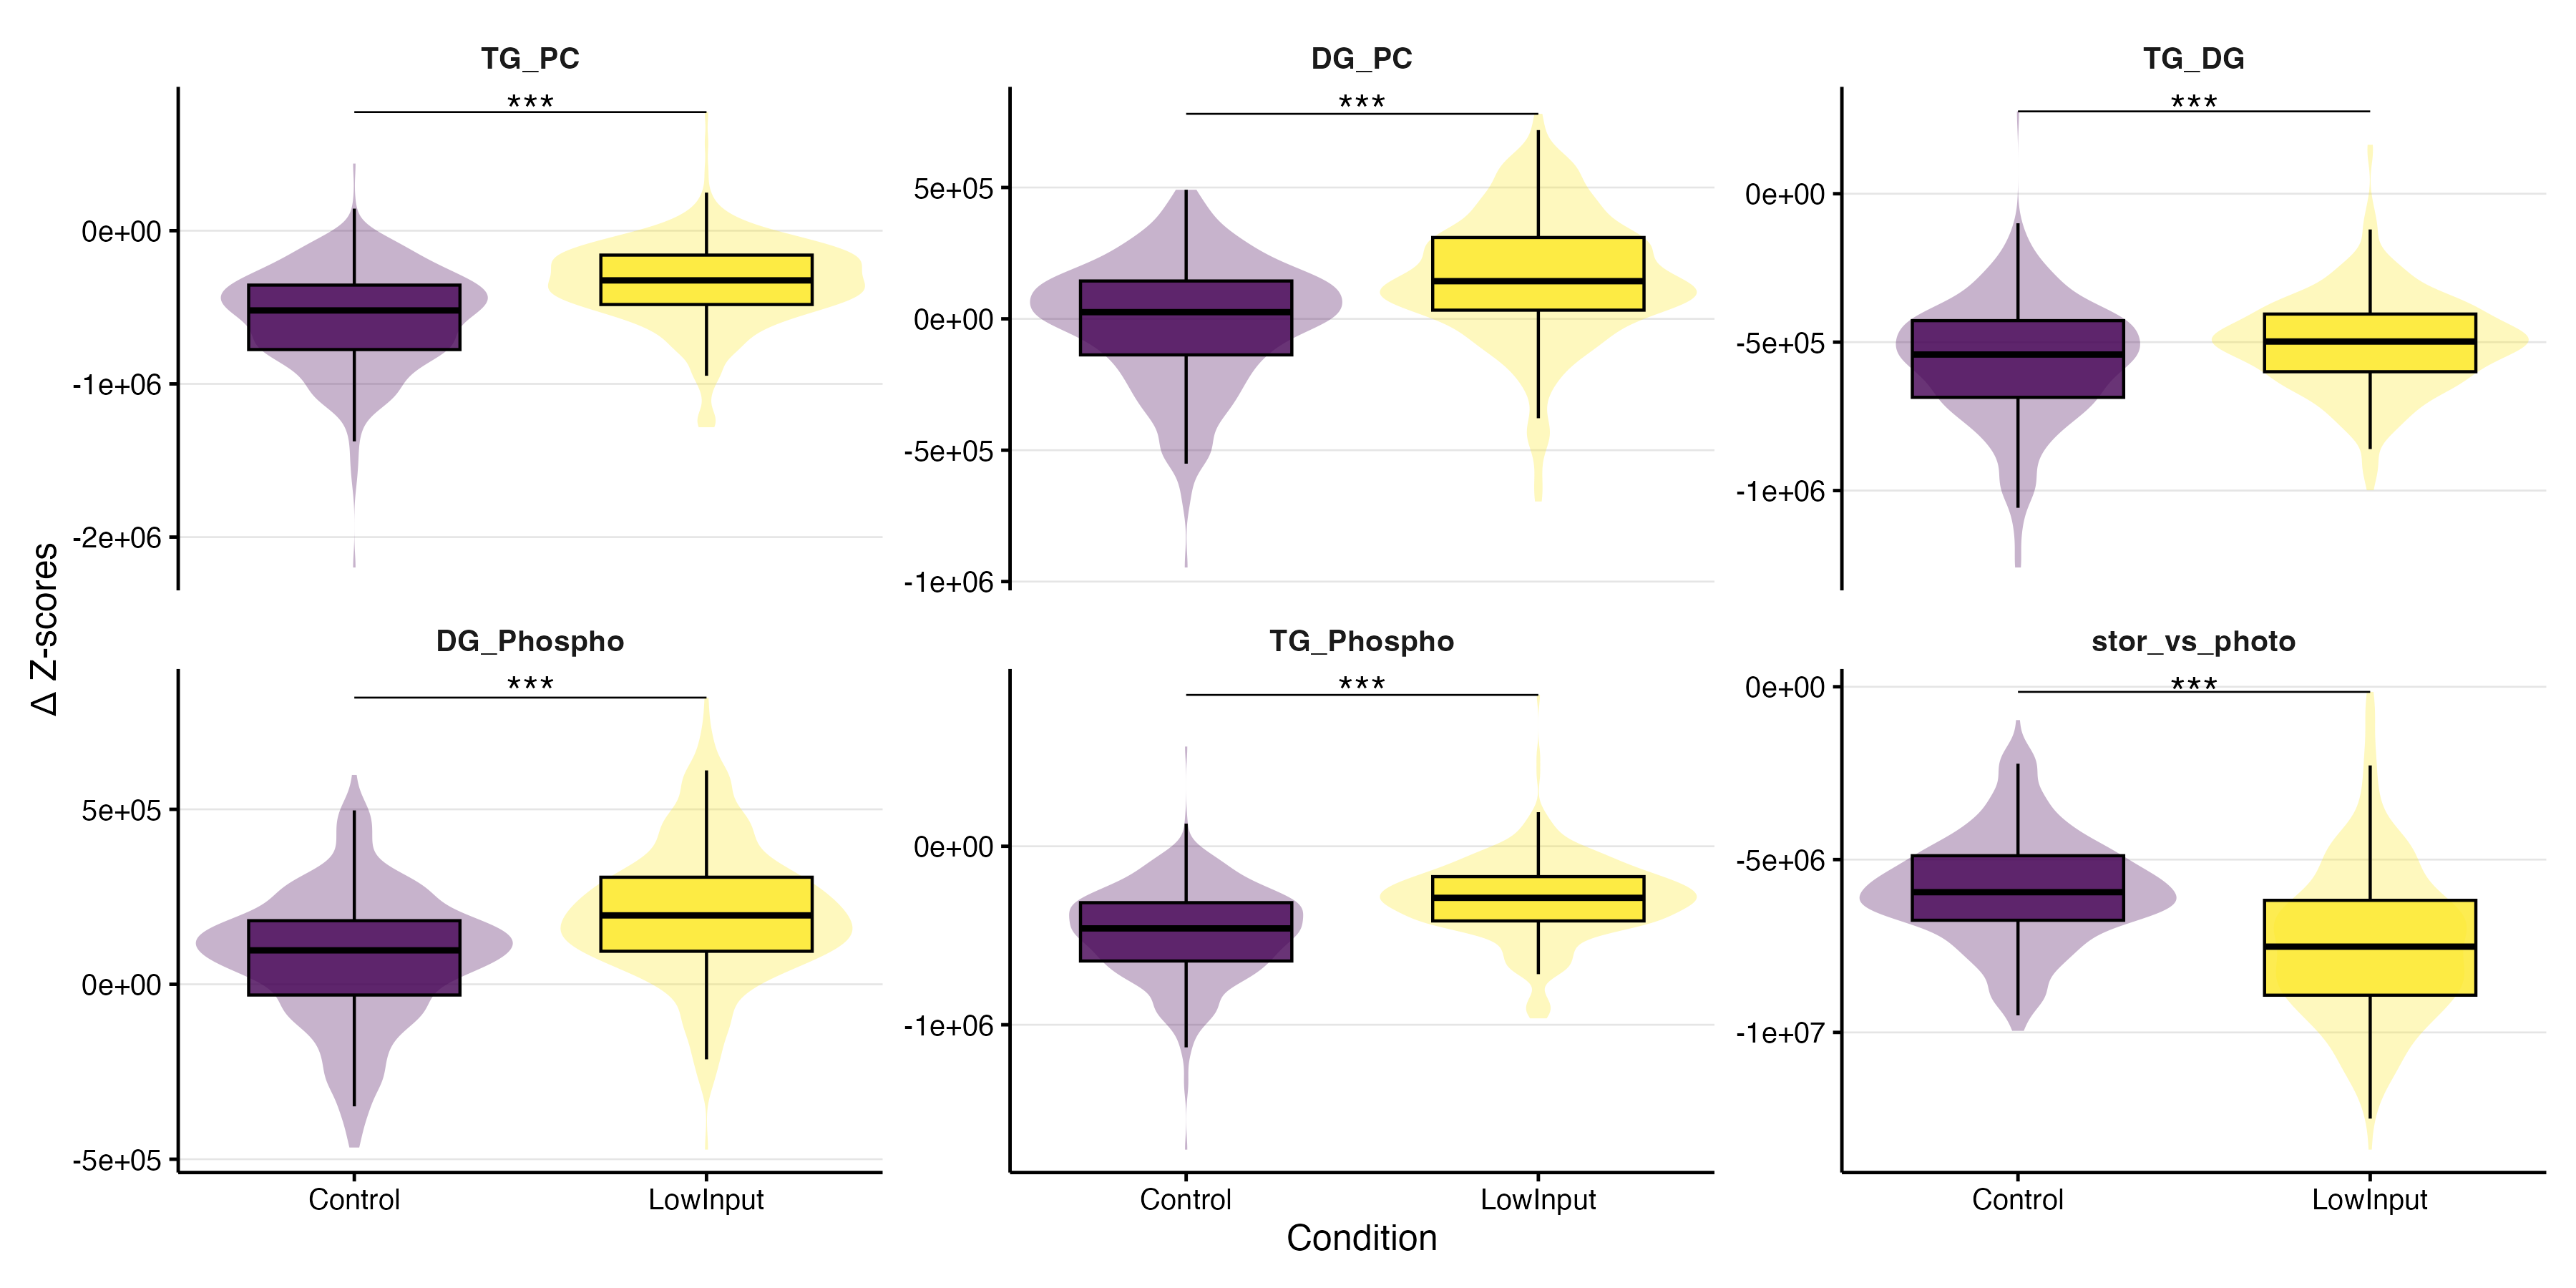 TG_PC
DG_PC
TG_DG
***
***
***
0e+00
-1e+06
-2e+06
5e+05
0e+00
-5e+05
-1e+06
0e+00
-5e+05
-1e+06
Δ Z-scores
DG_Phospho
TG_Phospho
stor_vs_photo
***
***
***
5e+05
0e+00
-5e+05
0e+00
-1e+06
0e+00
-5e+06
-1e+07
Control
LowInput
Control
LowInput
Control
LowInput
Condition